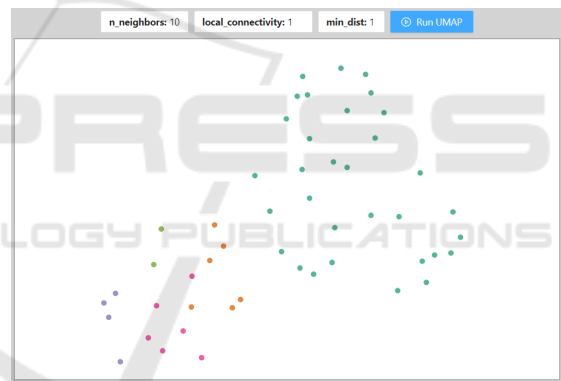 n_neighbors: 10 local_connectivity: 1 min_dist: 1 Run UMAP
PRESS
LOGY PUBLICATIONS